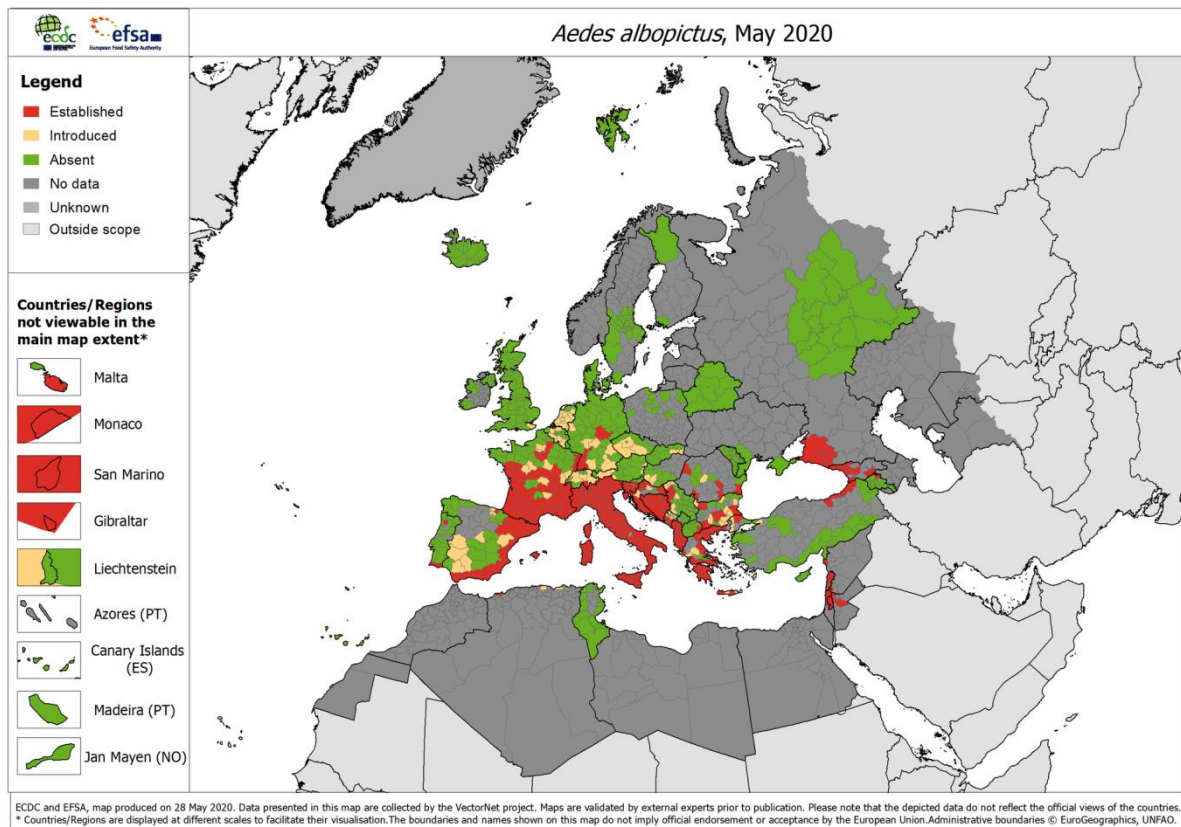 ecdc
efsa
European Food Safety Authority
Aedes albopictus, May 2020
Legend
Established
Introduced
Absent
No data
Unknown
Outside scope
Countries/Regions
not viewable in the
main map extent*
Malta
Monaco
San Marino
Gibraltar
Liechtenstein
Azores (PT)
Canary Islands
(ES)
Madeira (PT)
Jan Mayen (NO)
ECDC and EFSA, map produced on 28 May 2020. Data presented in this map are collected by the VectorNet project. Maps are validated by external experts prior to publication. Please note that the depicted data do not reflect the official views of the countries.
* Countries/Regions are displayed at different scales to facilitate their visualisation.The boundaries and names shown on this map do not imply official endorsement or acceptance by the European Union.Administrative boundaries © EuroGeographics, UNFAO.